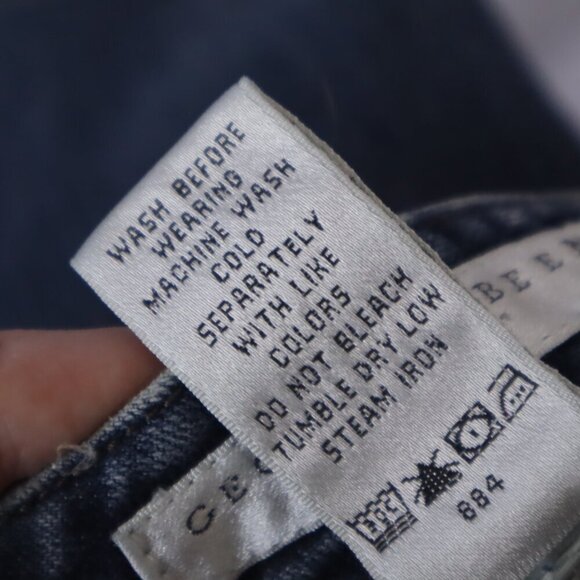 WASH BEFORE
WEARING
MACHINE WASH
COLD
SEPARATELY
WITH LIKE
COLORS
DO NOT BLEACH
TUMBLE DRY LOW
STEAM IRON
884